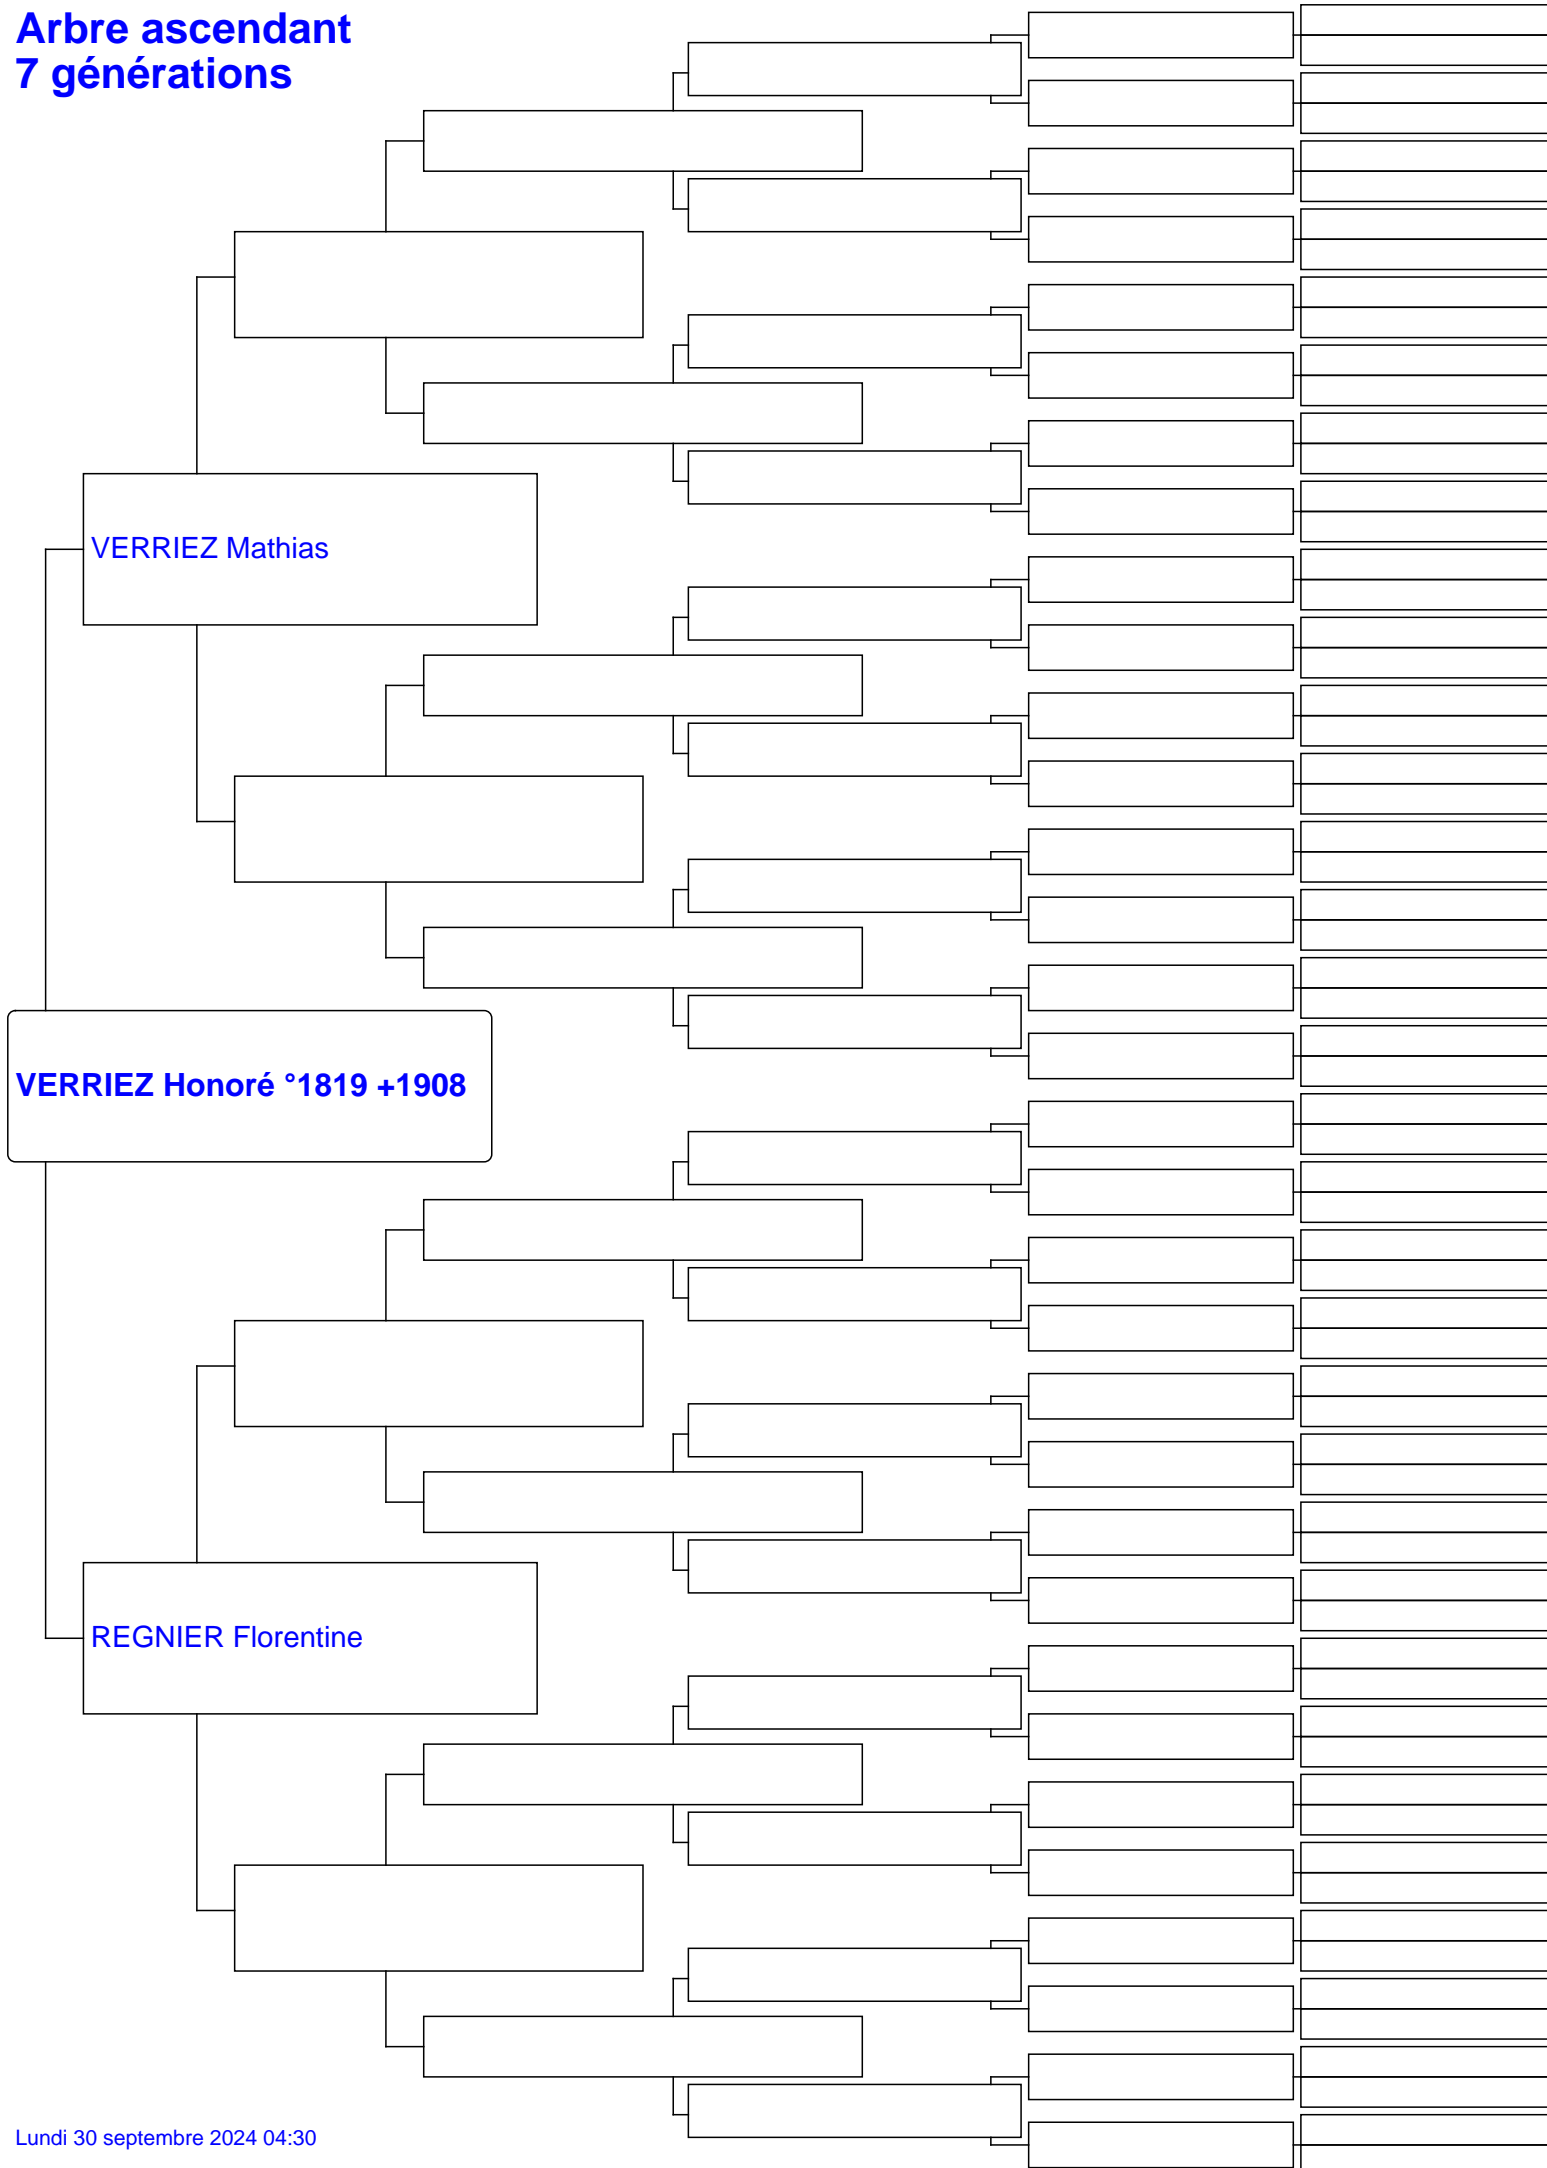 Arbre ascendant
7 générations
VERRIEZ Mathias
VERRIEZ Honoré °1819 +1908
REGNIER Florentine
Lundi 30 septembre 2024 04:30